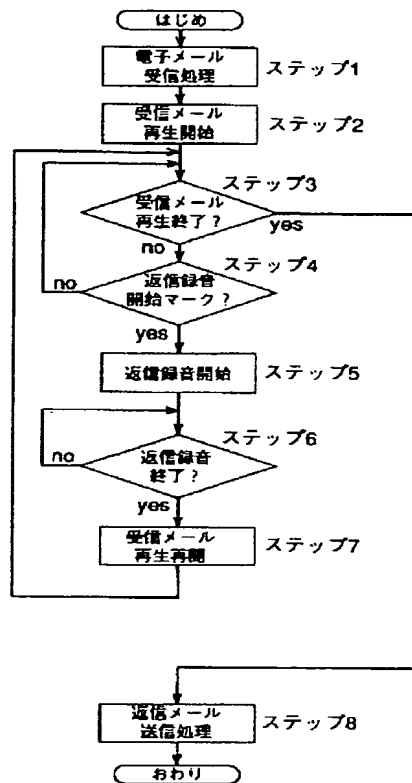 はじめ
電子メール
受信処理
ステップ1
受信メール
再生開始
ステップ2
ステップ3
受信メール
再生終了?
yes
no
ステップ4
返信録音
開始マーク?
no
yes
返信録音開始
ステップ5
ステップ6
返信録音
終了?
no
yes
受信メール
再生再開
ステップ7
返信メール
送信処理
ステップ8
おわり